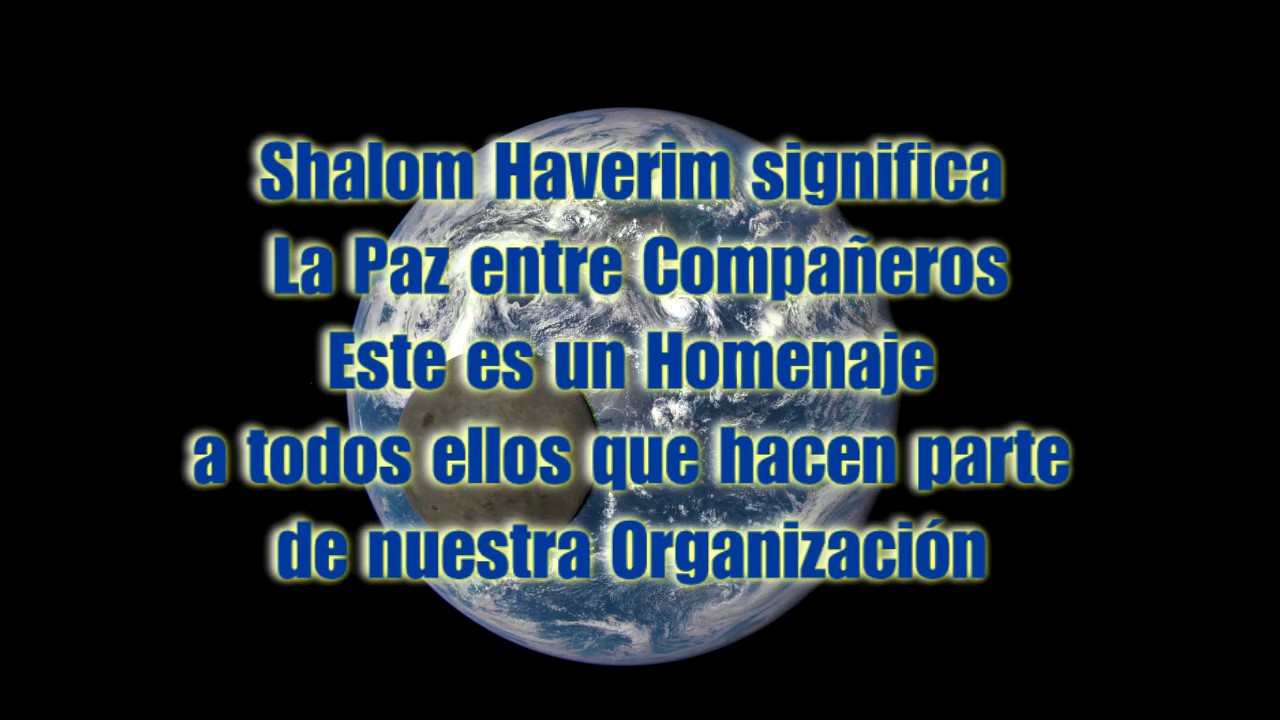 Shalom Haverim significa
La Paz entre Compañeros
Este es un Homenaje
a todos ellos que hacen parte
de nuestra Organización